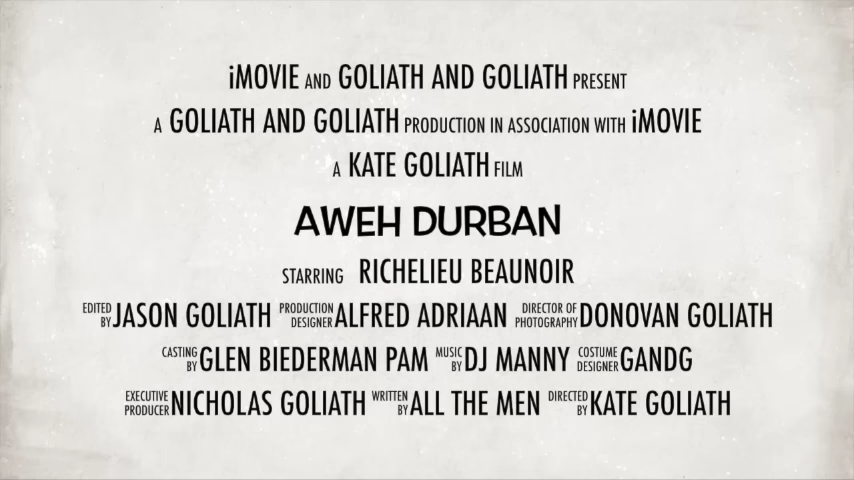 iMOVIE AND GOLIATH AND GOLIATH PRESENT
A GOLIATH AND GOLIATH PRODUCTION IN ASSOCIATION WITH iMOVIE
A KATE GOLIATH FILM
AWEH DURBAN
STARRING RICHELIEU BEAUNOIR
EDITED BY JASON GOLIATH PRODUCTION DESIGNER ALFRED ADRIAAN DIRECTOR OF PHOTOGRAPHY DONOVAN GOLIATH
CASTING BY GLEN BIEDERMAN PAM MUSIC BY DJ MANNY COSTUME DESIGNER GANDG
EXECUTIVE PRODUCER NICHOLAS GOLIATH WRITTEN BY ALL THE MEN DIRECTED BY KATE GOLIATH